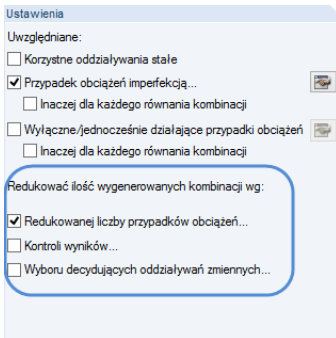 Ustawienia
Uwzględniane:
Korzystne oddziaływania stałe
Przypadek obciążeń imperfekcją...
Inaczej dla każdego równania kombinacji
Wyłączne/jednocześnie działające przypadki obciążeń
Inaczej dla każdego równania kombinacji
Redukować ilość wygenerowanych kombinacji wg:
Redukowanej liczby przypadków obciążeń...
Kontroli wyników...
Wyboru decydujących oddziaływań zmiennych...